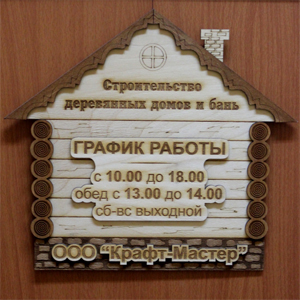 Строительство
деревянных домов и бань
ГРАФИК РАБОТЫ
с 10.00 до 18.00
обед с 13.00 до 14.00
сб-вс выходной
ООО "Крафт-Мастер"